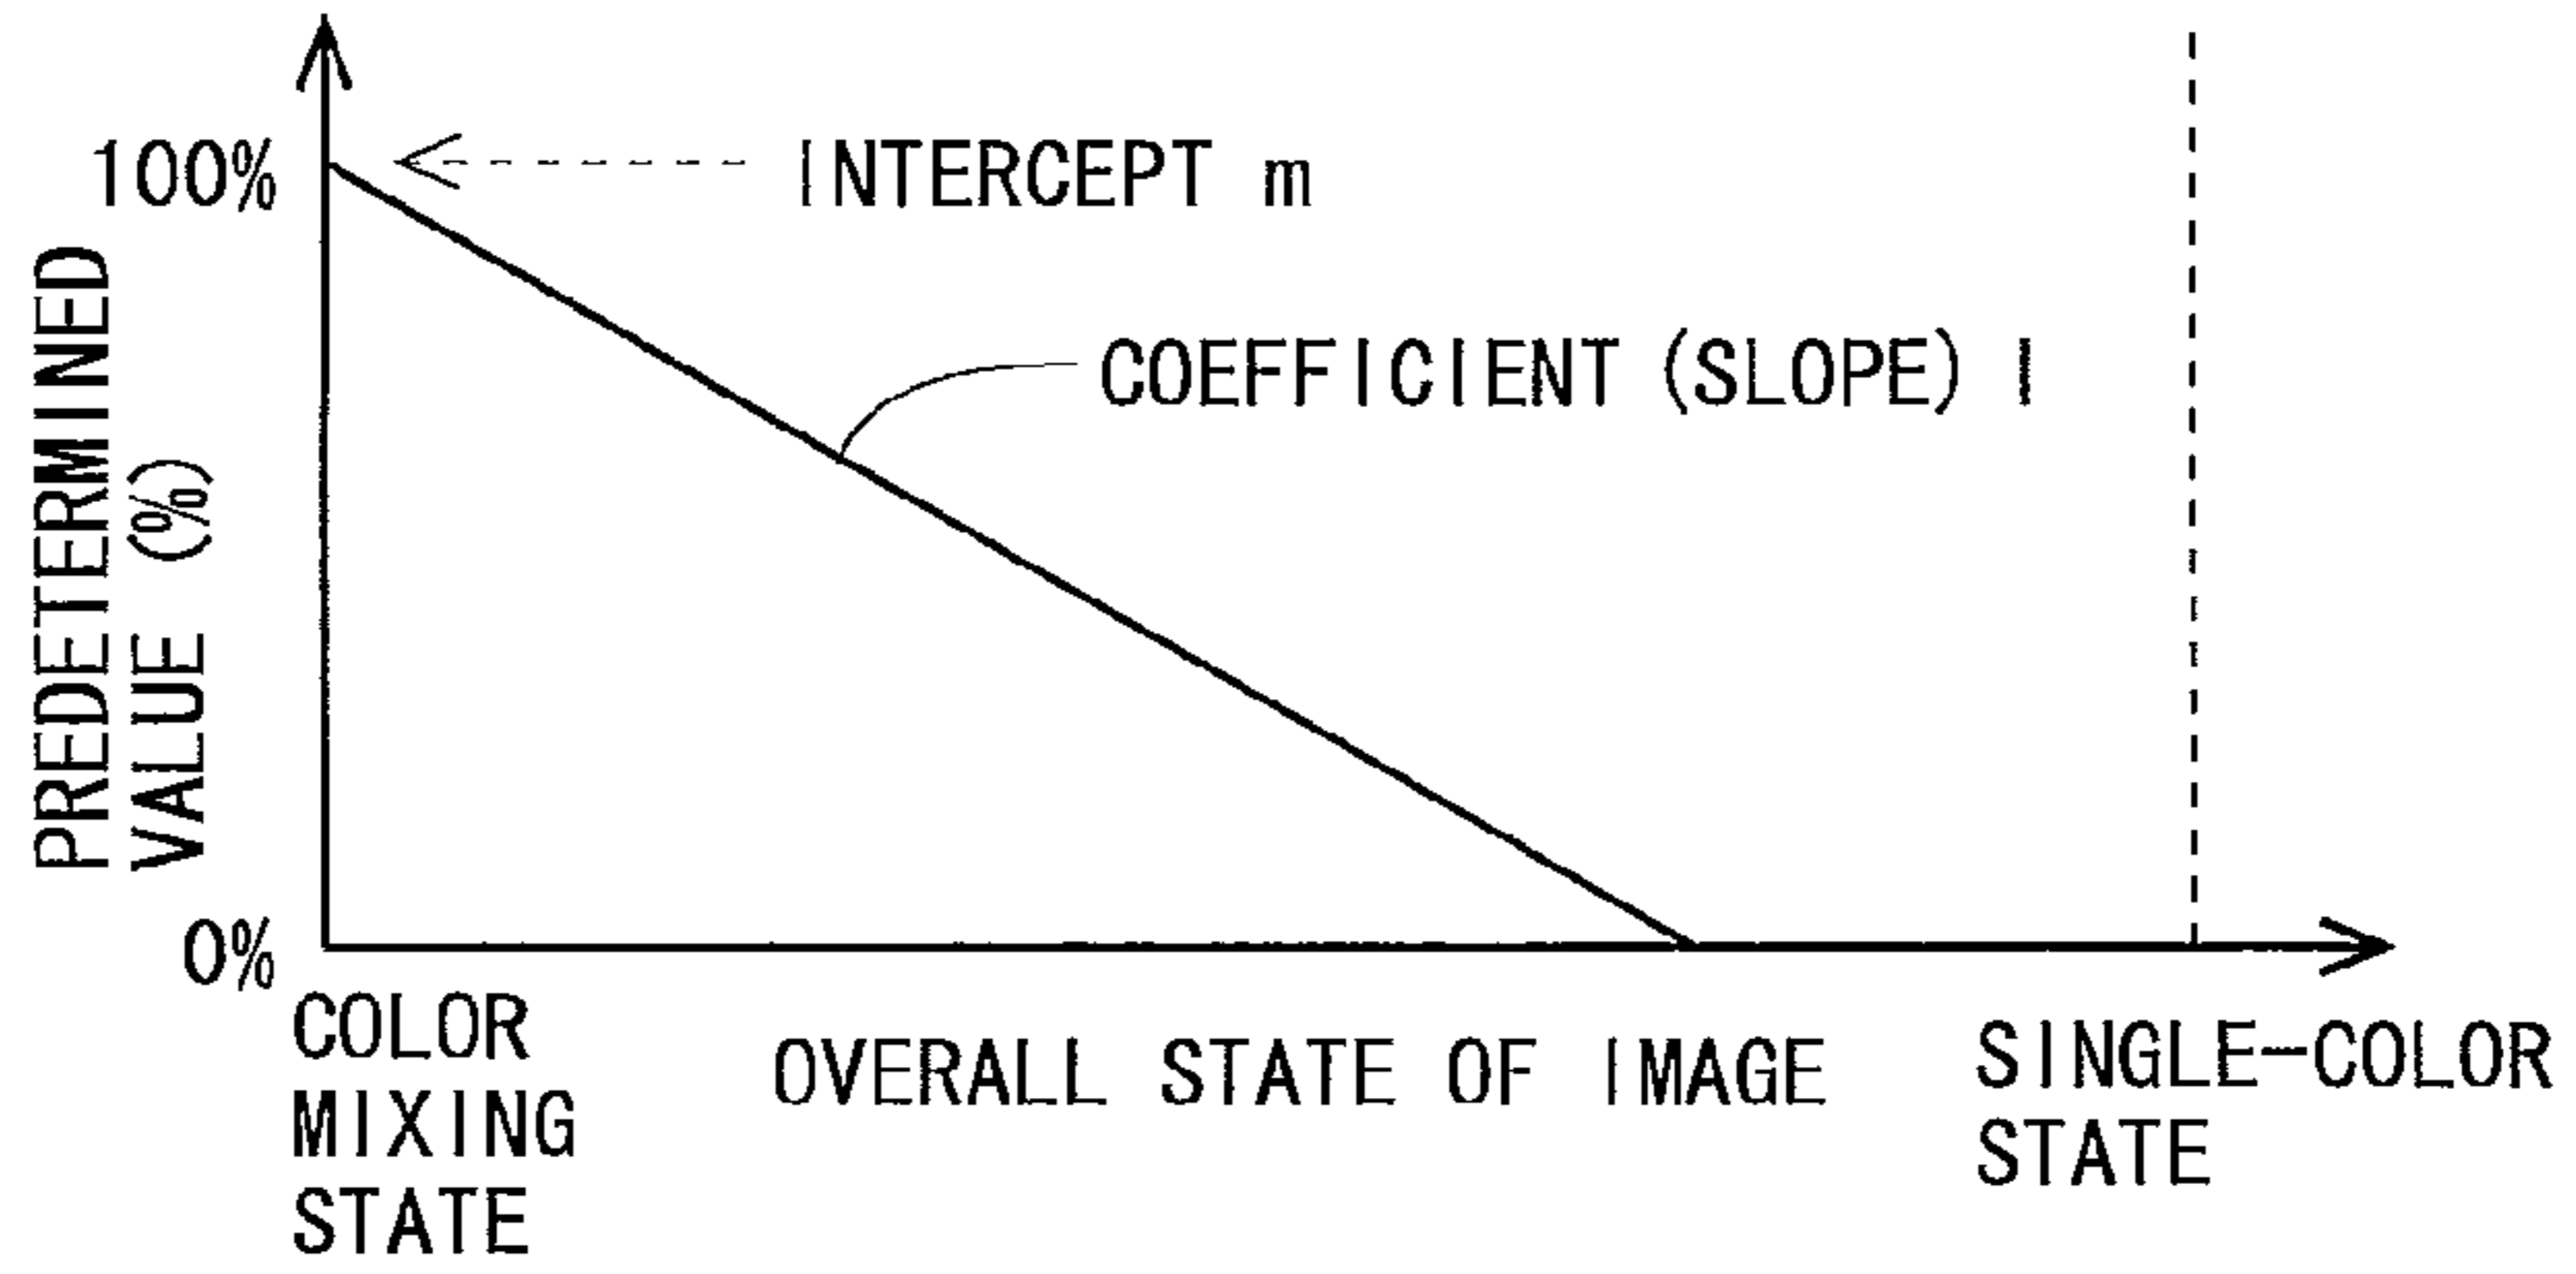 100%
INTERCEPT m
COEFFICIENT (SLOPE) l
PREDETERMINED
VALUE (%)
0%
COLOR
MIXING
STATE
OVERALL STATE OF IMAGE
SINGLE-COLOR
STATE